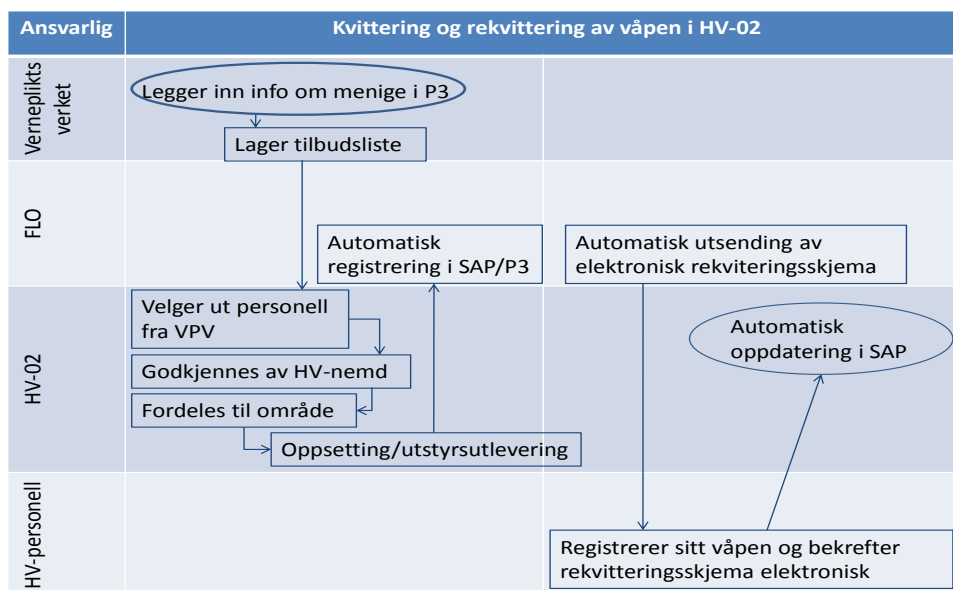 Ansvarlig
Kvittering og rekvittering av våpen i HV-02
Verneplikts
verket
Legger inn info om menige i P3
Lager tilbudsliste
FLO
Automatisk
registrering i SAP/P3
Automatisk utsending av
elektronisk rekviteringsskjema
HV-02
Velger ut personell
fra VPV
Godkjennes av HV-nemd
Fordeles til område
Oppsetting/utstyrsutlevering
Automatisk
oppdatering i SAP
HV-personell
Registrerer sitt våpen og bekrefter
rekvitteringsskjema elektronisk